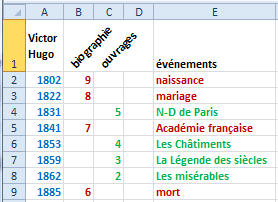 A B C D E
1 Victor Hugo biographie ouvrages événements
2 1802 9 naissance
3 1822 8 mariage
4 1831 5 N-D de Paris
5 1841 7 Académie française
6 1853 4 Les Châtiments
7 1859 3 La Légende des siècles
8 1862 2 Les misérables
9 1885 6 mort